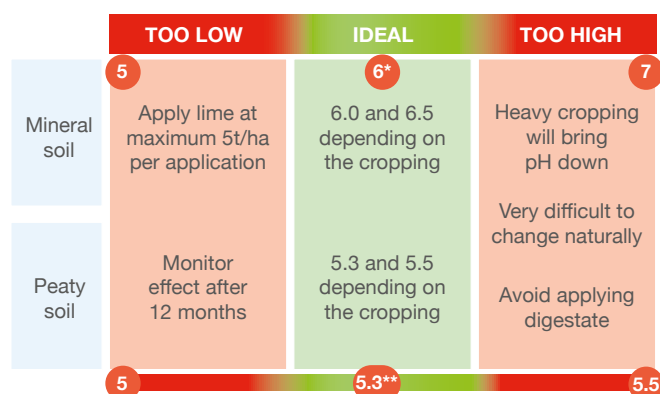 TOO LOW IDEAL TOO HIGH
5 6* 7
Mineral
soil
Apply lime at
maximum 5t/ha
per application
6.0 and 6.5
depending on
the cropping
Heavy cropping
will bring
pH down
Very difficult to
change naturally
Peaty
soil
Monitor
effect after
12 months
5.3 and 5.5
depending on
the cropping
Avoid applying
digestate
5 5.3** 5.5